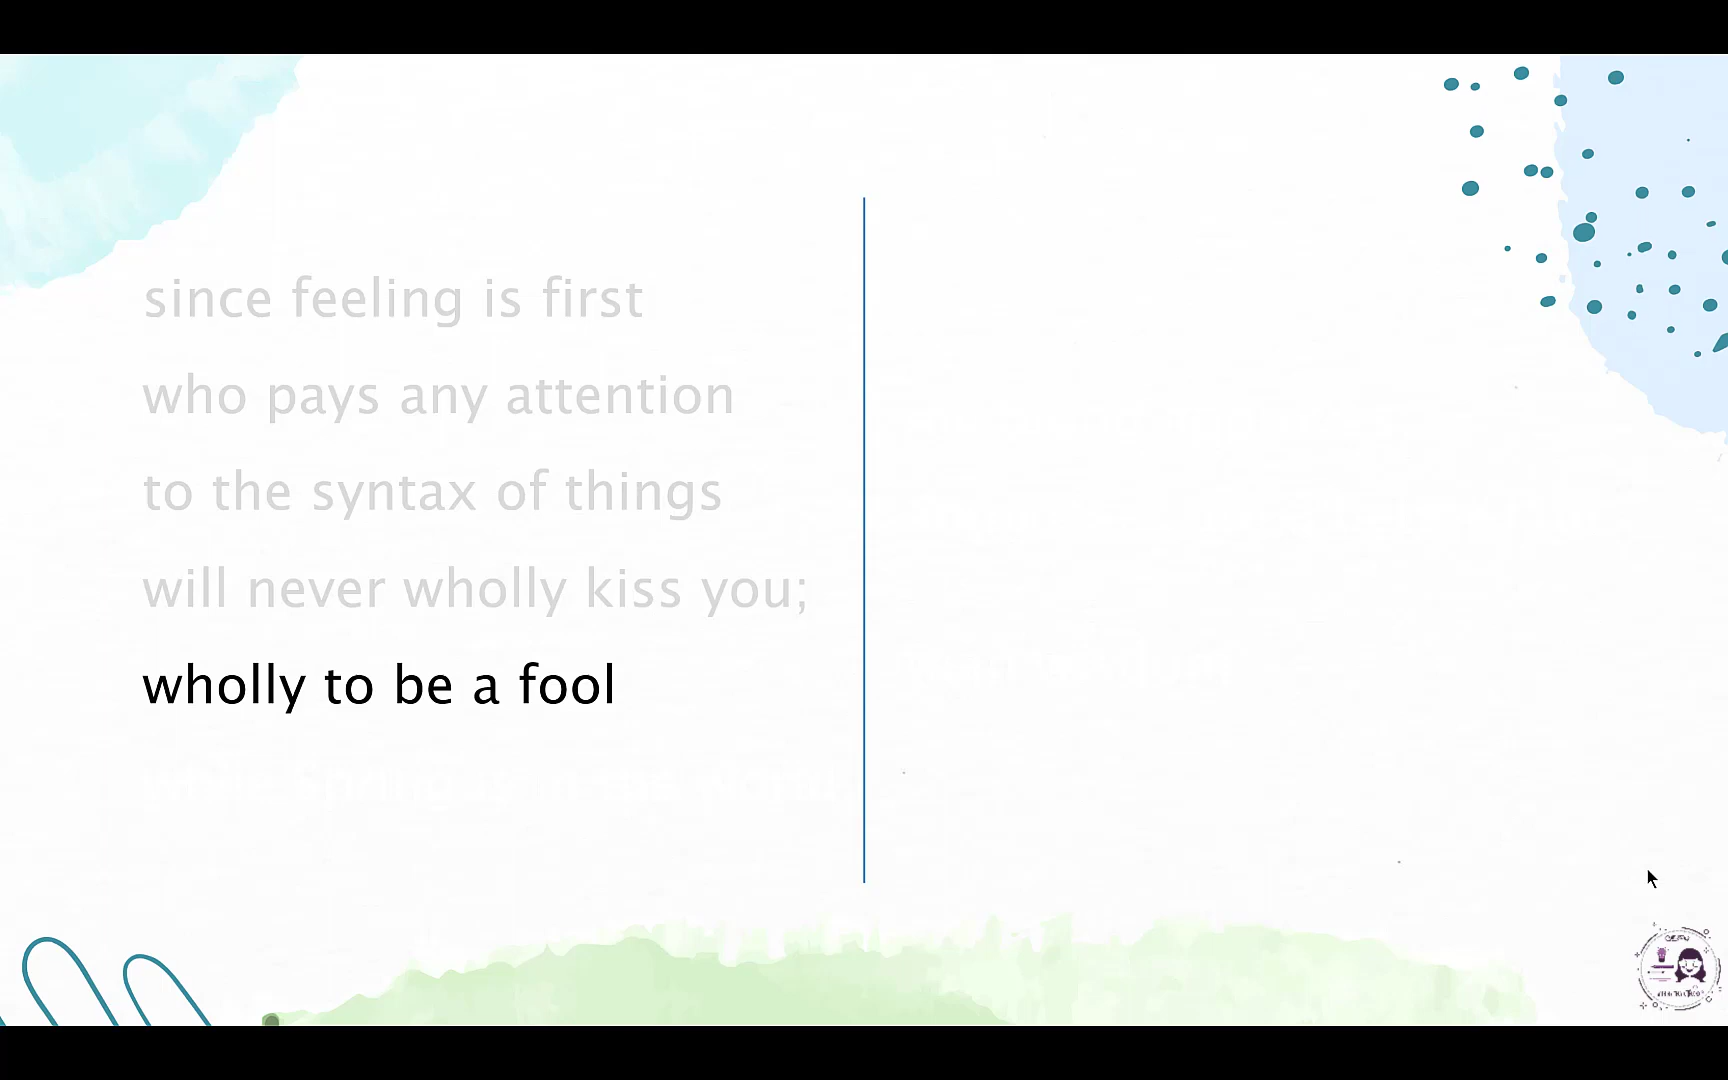 since feeling is first
who pays any attention
to the syntax of things
will never wholly kiss you;
wholly to be a fool